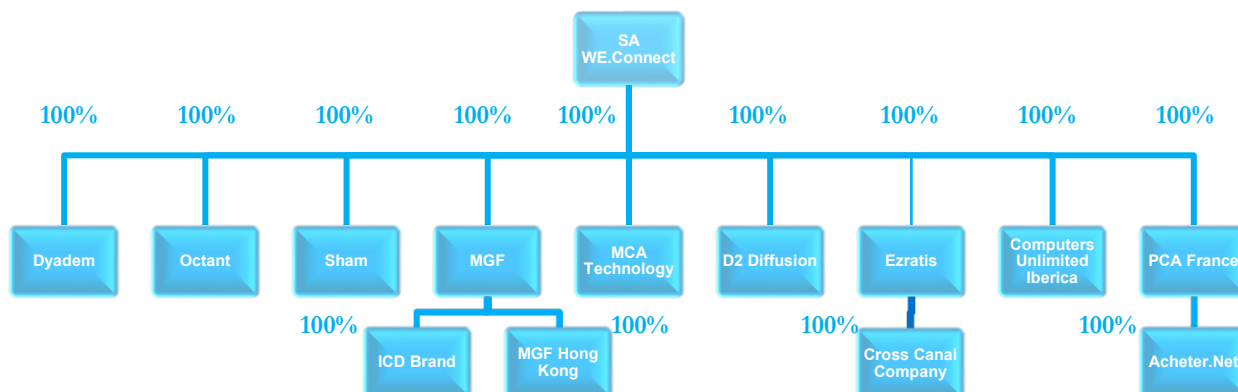 SA
WE.Connect
100% 100% 100% 100% 100% 100% 100% 100% 100%
Dyadem
Octant
Sham
MGF
MCA
Technology
D2 Diffusion
Ezratis
Computers
Unlimited
Iberica
PCA France
100% 100% 100% 100%
ICD Brand
MGF Hong
Kong
Cross Canal
Company
Acheter.Net